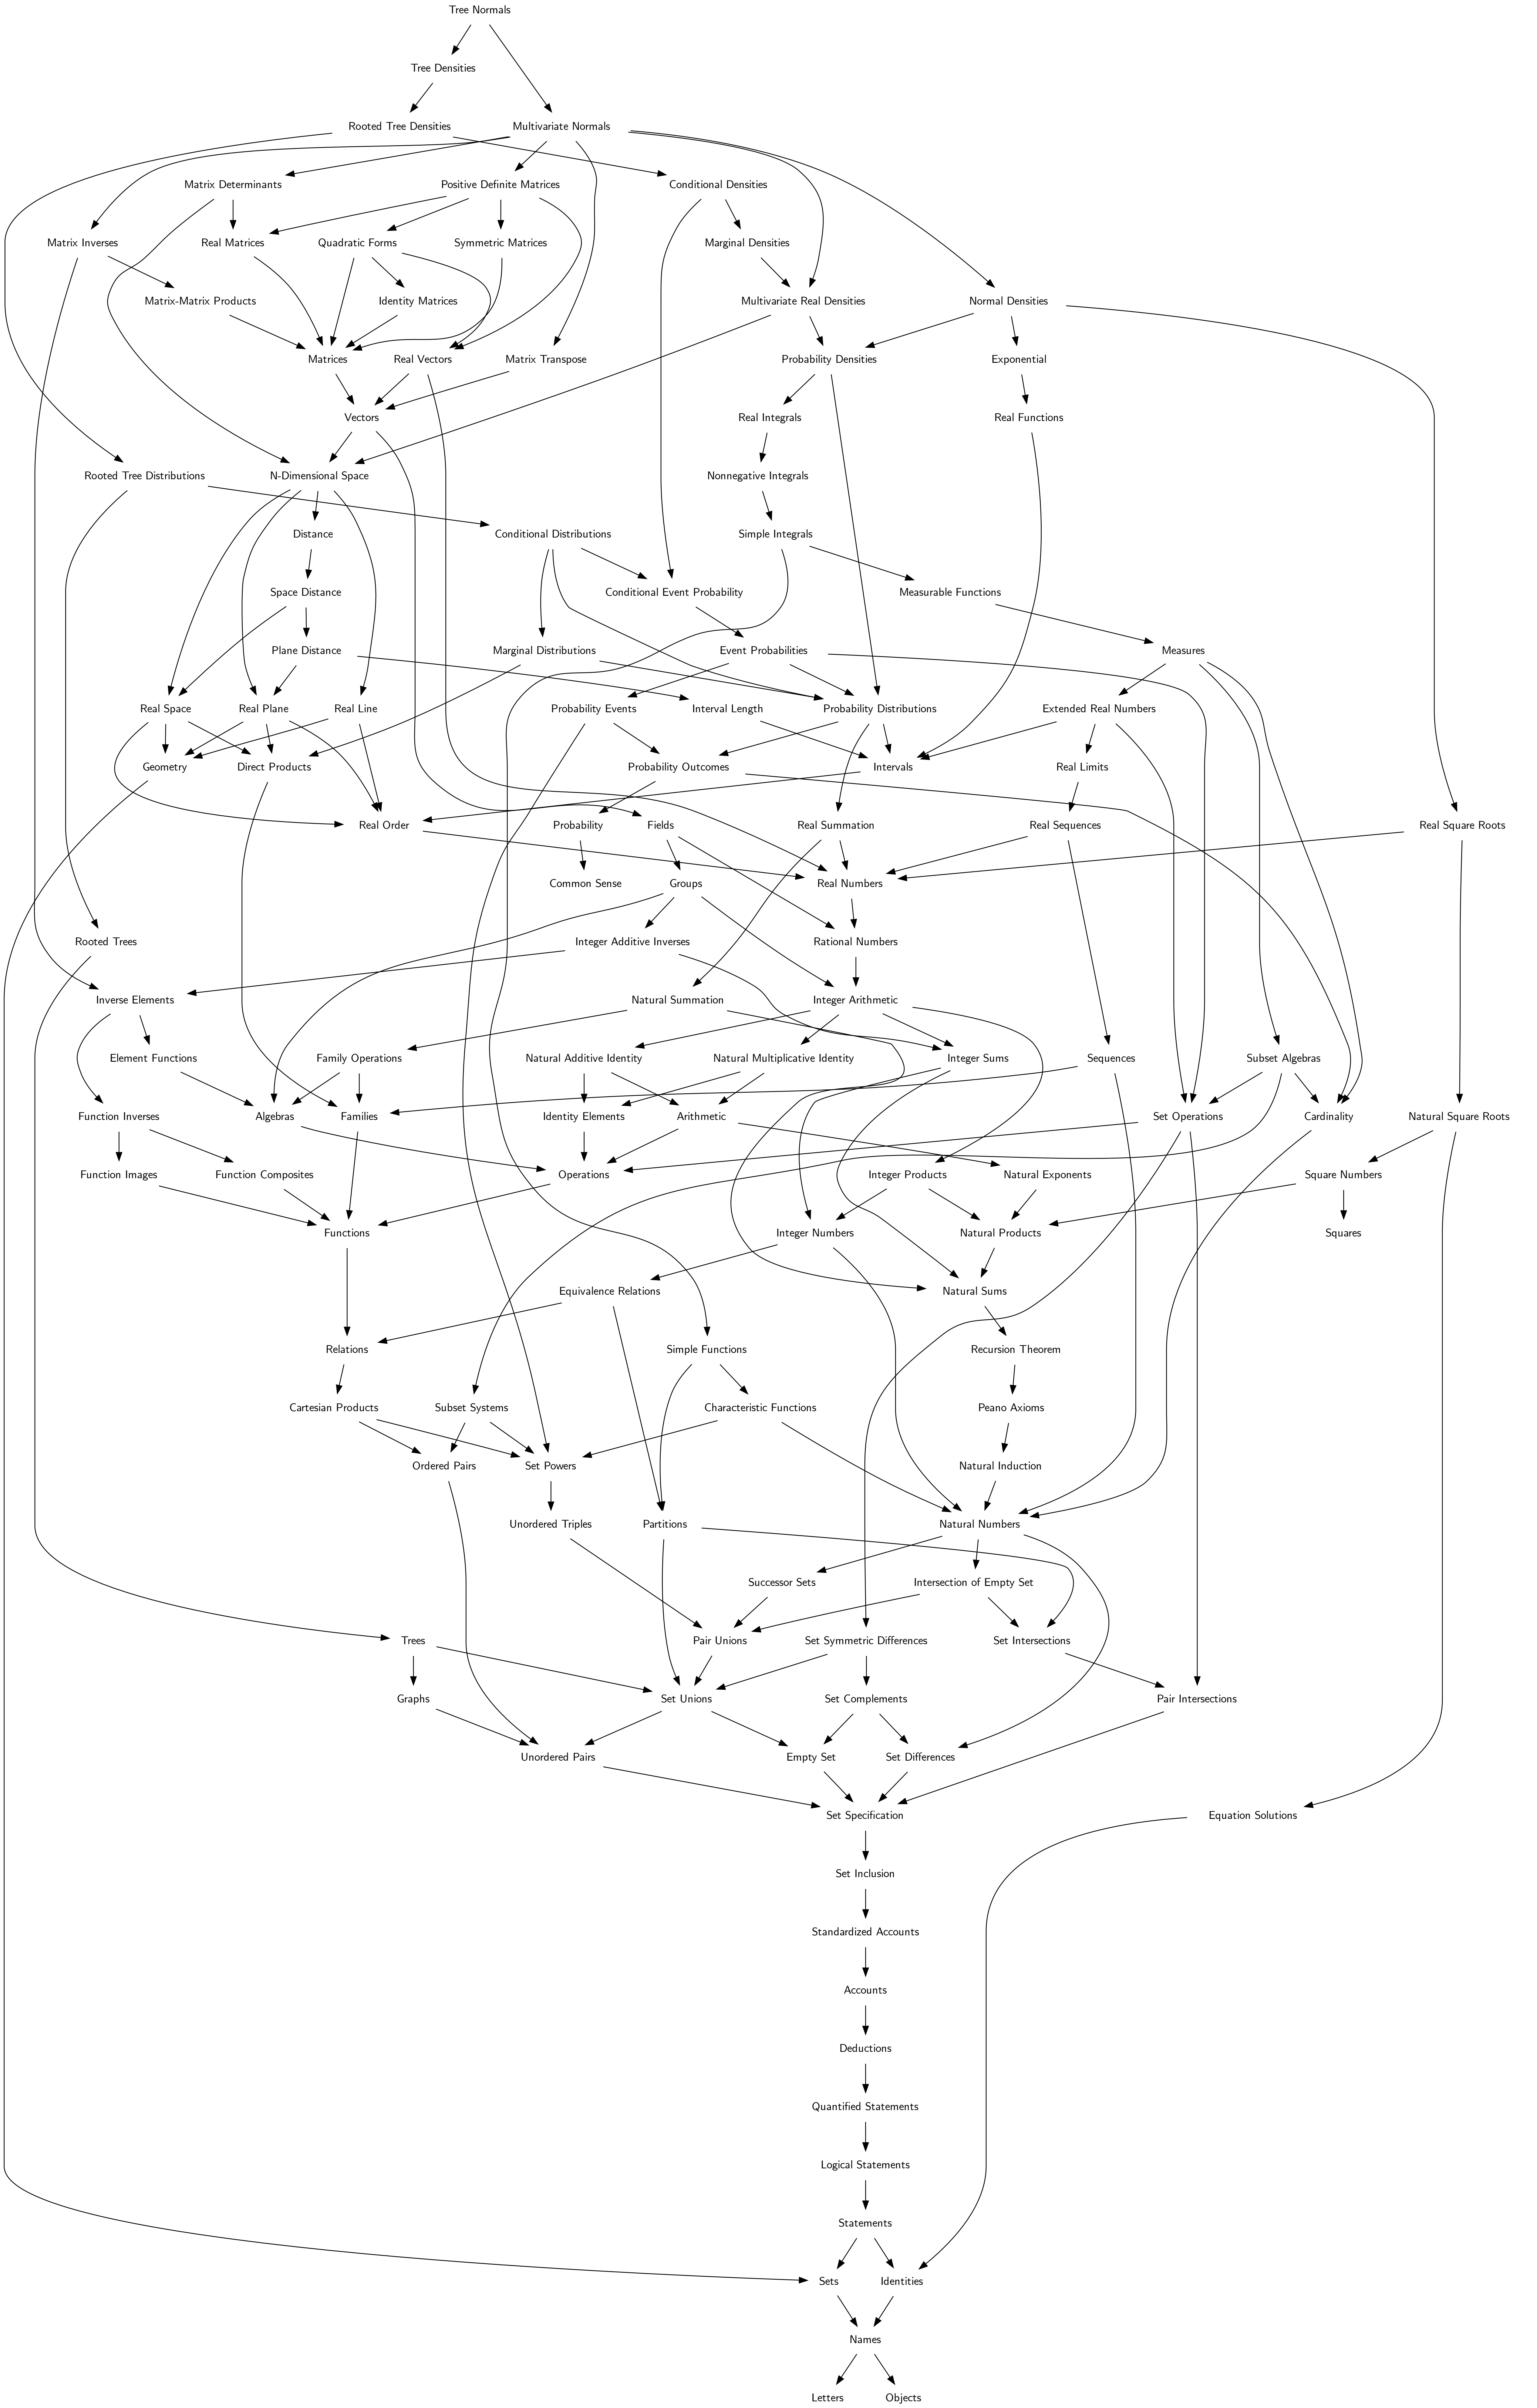 Tree Normals
Tree Densities
Rooted Tree Densities
Multivariate Normals
Matrix Determinants
Positive Definite Matrices
Conditional Densities
Matrix Inverses
Real Matrices
Quadratic Forms
Symmetric Matrices
Marginal Densities
Matrix-Matrix Products
Identity Matrices
Multivariate Real Densities
Normal Densities
Matrices
Real Vectors
Matrix Transpose
Probability Densities
Exponential
Vectors
Real Integrals
Real Functions
Rooted Tree Distributions
N-Dimensional Space
Nonnegative Integrals
Distance
Conditional Distributions
Simple Integrals
Space Distance
Conditional Event Probability
Measurable Functions
Plane Distance
Marginal Distributions
Event Probabilities
Measures
Real Space
Real Plane
Real Line
Probability Events
Interval Length
Probability Distributions
Extended Real Numbers
Geometry
Direct Products
Probability Outcomes
Intervals
Real Limits
Real Order
Probability
Fields
Real Summation
Real Sequences
Real Square Roots
Common Sense
Groups
Real Numbers
Rooted Trees
Integer Additive Inverses
Rational Numbers
Inverse Elements
Natural Summation
Integer Arithmetic
Element Functions
Family Operations
Natural Additive Identity
Natural Multiplicative Identity
Integer Sums
Sequences
Subset Algebras
Function Inverses
Algebras
Families
Identity Elements
Arithmetic
Set Operations
Cardinality
Natural Square Roots
Function Images
Function Composites
Operations
Integer Products
Natural Exponents
Square Numbers
Functions
Integer Numbers
Natural Products
Squares
Equivalence Relations
Natural Sums
Relations
Simple Functions
Recursion Theorem
Cartesian Products
Subset Systems
Characteristic Functions
Peano Axioms
Ordered Pairs
Set Powers
Natural Induction
Unordered Triples
Partitions
Natural Numbers
Successor Sets
Intersection of Empty Set
Trees
Pair Unions
Set Symmetric Differences
Set Intersections
Graphs
Set Unions
Set Complements
Pair Intersections
Unordered Pairs
Empty Set
Set Differences
Set Specification
Equation Solutions
Set Inclusion
Standardized Accounts
Accounts
Deductions
Quantified Statements
Logical Statements
Statements
Sets
Identities
Names
Letters
Objects